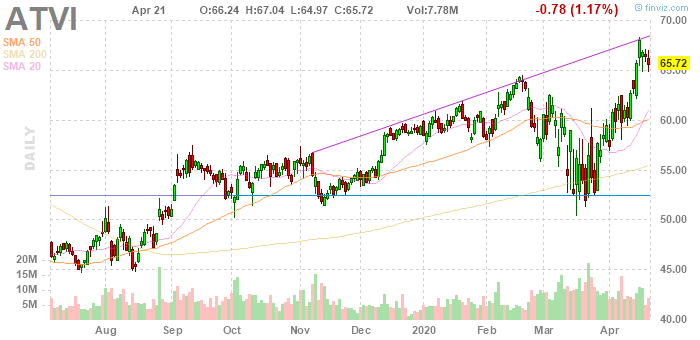 ATVI
Apr 21 O:66.24 H:67.04 L:64.97 C:65.72 Vol:7.78M -0.78 (1.17%)
© finviz.com
SMA 50
SMA 200
SMA 20
DAILY
70.00
65.72
60.00
55.00
50.00
45.00
40.00
20M
15M
10M
5M
Aug Sep Oct Nov Dec 2020 Feb Mar Apr